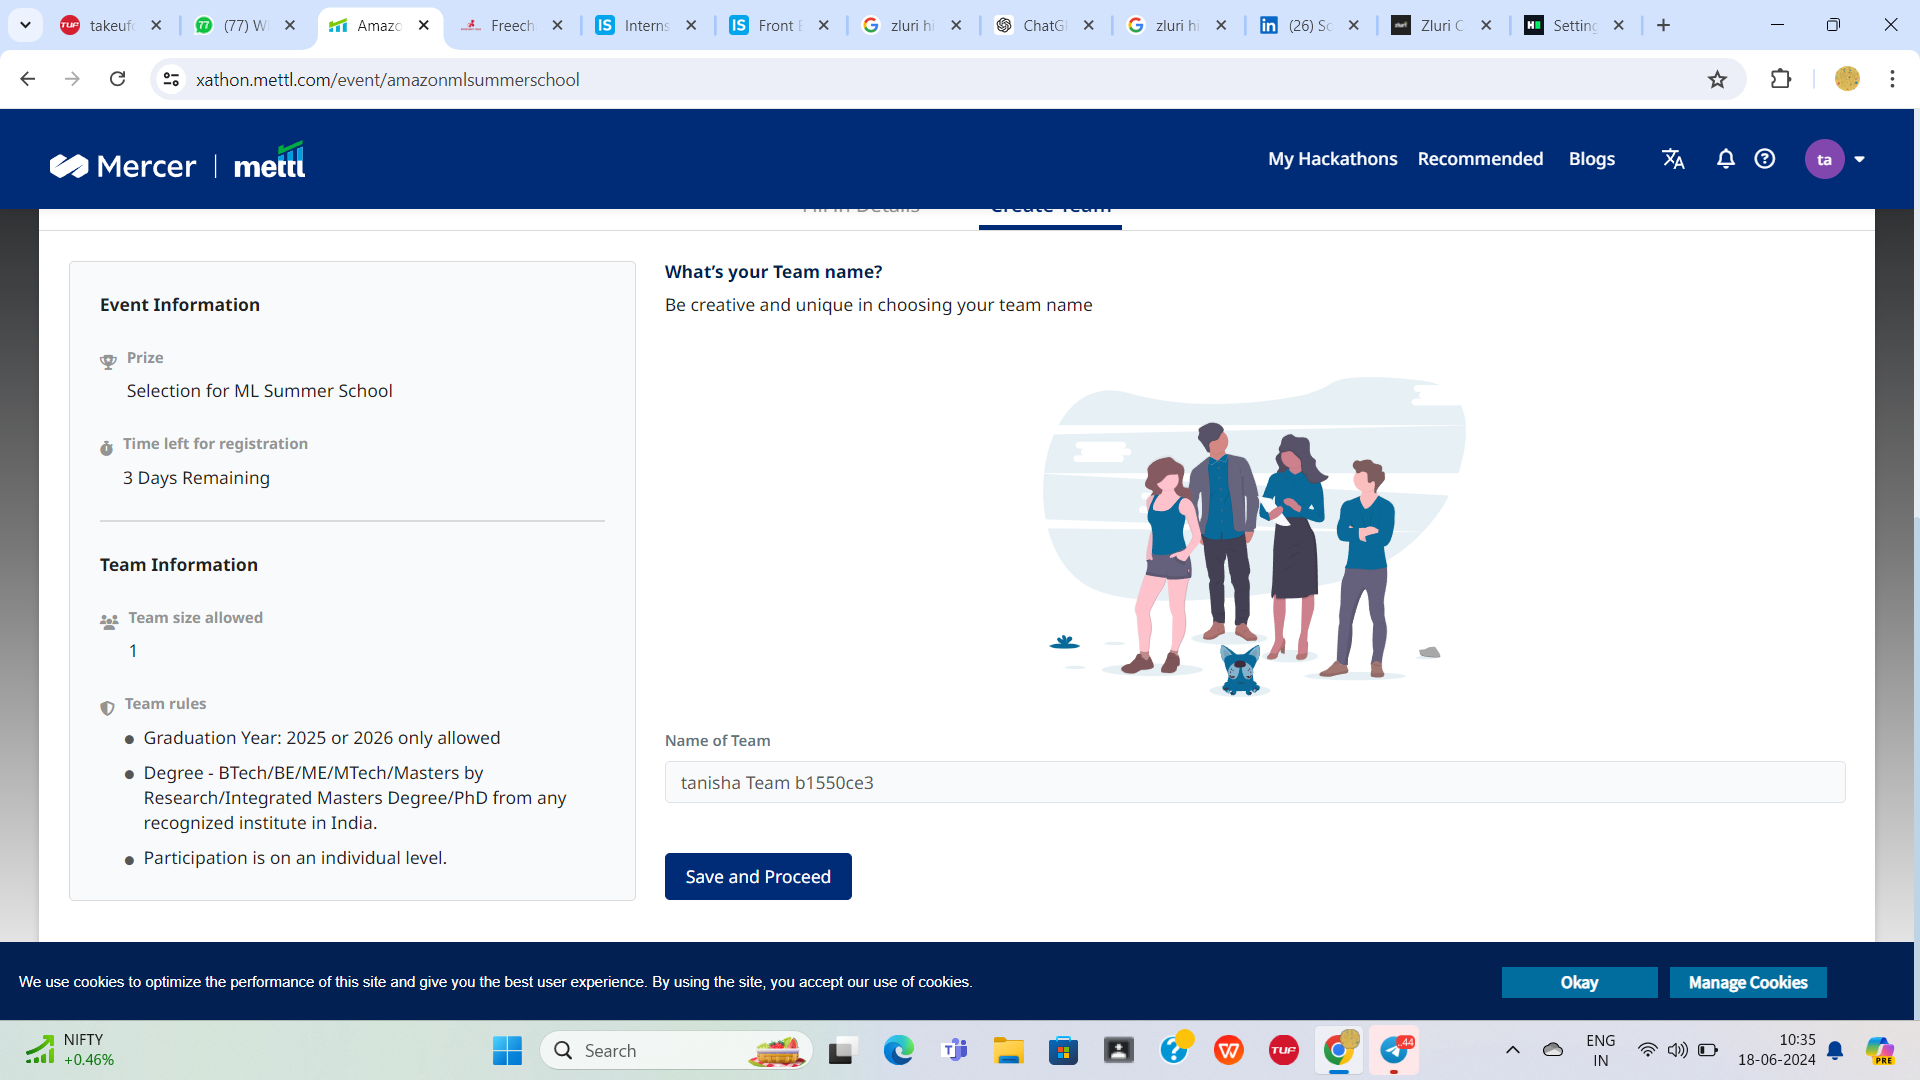 takeufo
(77) W
Amazo
Freech
Interns
Front E
zluri hi
ChatG
zluri hi
(26) So
Zluri C
Setting
xathon.mettl.com/event/amazonmlsummerschool
Mercer | mettl
My Hackathons
Recommended
Blogs
ta
Fill in Details
Create Team
Event Information
Prize
Selection for ML Summer School
Time left for registration
3 Days Remaining
Team Information
Team size allowed
1
Team rules
Graduation Year: 2025 or 2026 only allowed
Degree - BTech/BE/ME/MTech/Masters by
Research/Integrated Masters Degree/PhD from any
recognized institute in India.
Participation is on an individual level.
What's your Team name?
Be creative and unique in choosing your team name
Name of Team
tanisha Team b1550ce3
Save and Proceed
We use cookies to optimize the performance of this site and give you the best user experience. By using the site, you accept our use of cookies.
Okay
Manage Cookies
NIFTY
+0.46%
Search
TUF
.44
ENG
IN
10:35
18-06-2024
PRE